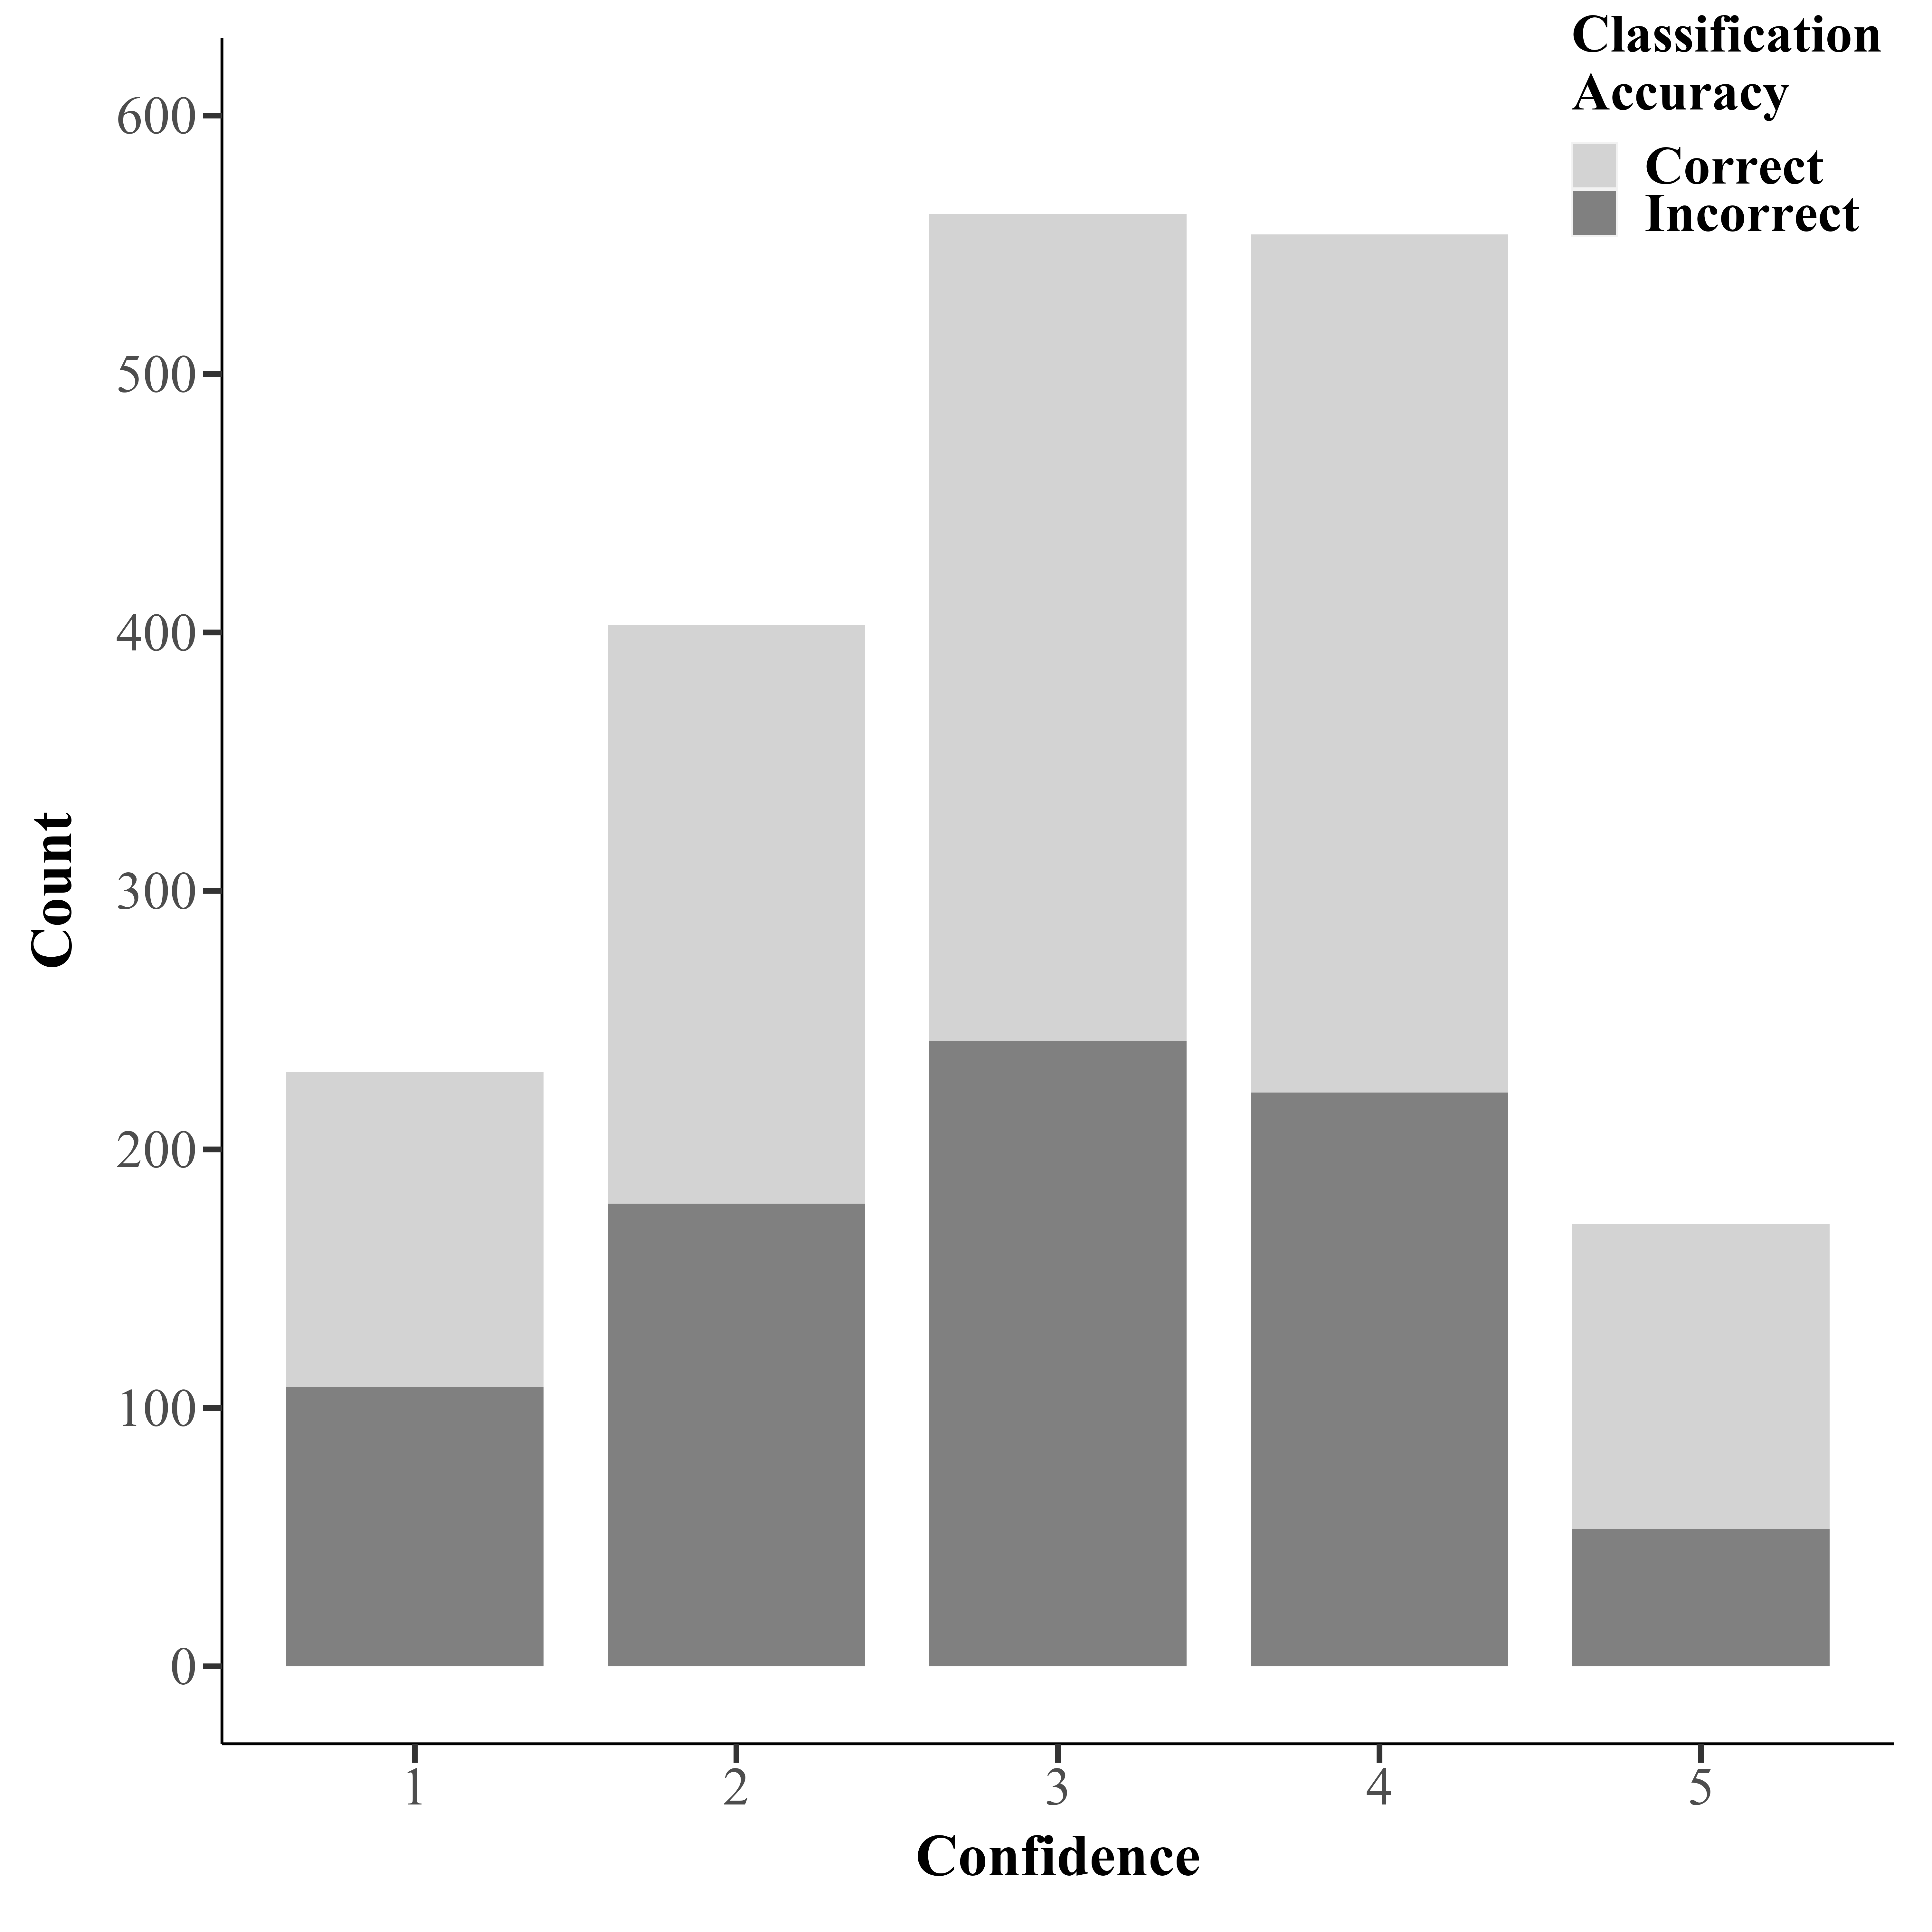 Classification
Accuracy
Correct
Incorrect
600
500
400
300
200
100
0
Count
1 2 3 4 5
Confidence